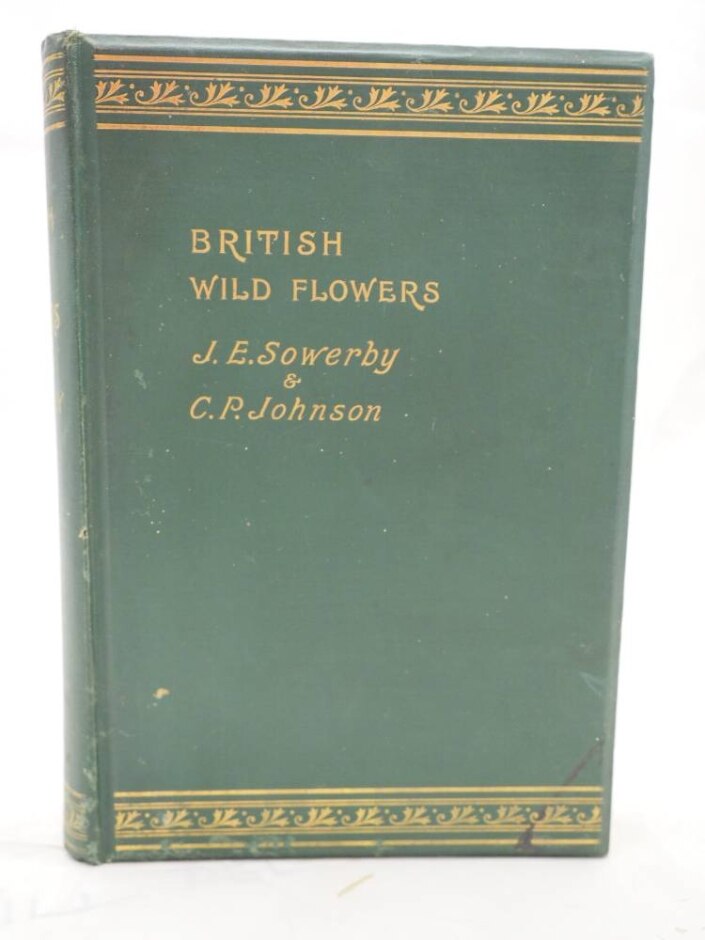 BRITISH
WILD FLOWERS
J. E. Sowerby
&
C. P. Johnson